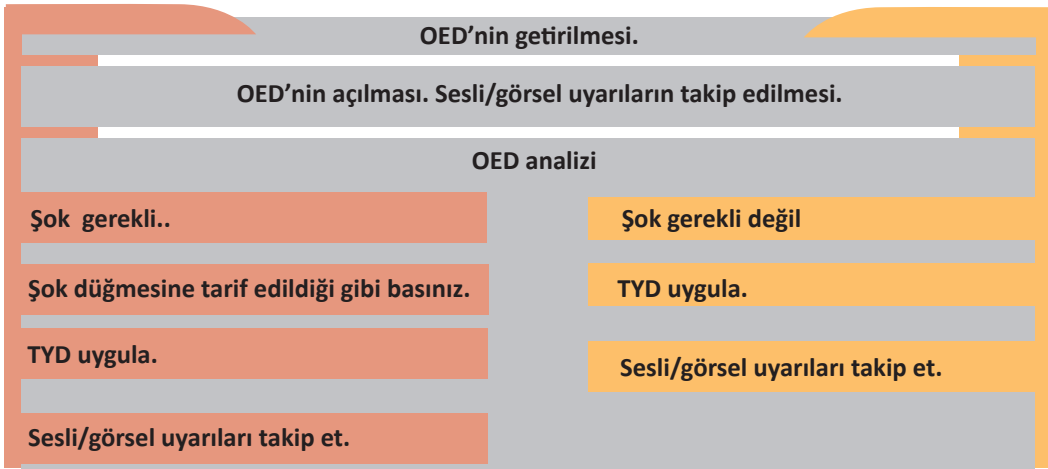 OED’nin getirilmesi.
OED’nin açılması. Sesli/görsel uyarıların takip edilmesi.
OED analizi
Şok gerekli..
Şok düğmesine tarif edildiği gibi basınız.
TYD uygula.
Sesli/görsel uyarıları takip et.
Şok gerekli değil
TYD uygula.
Sesli/görsel uyarıları takip et.